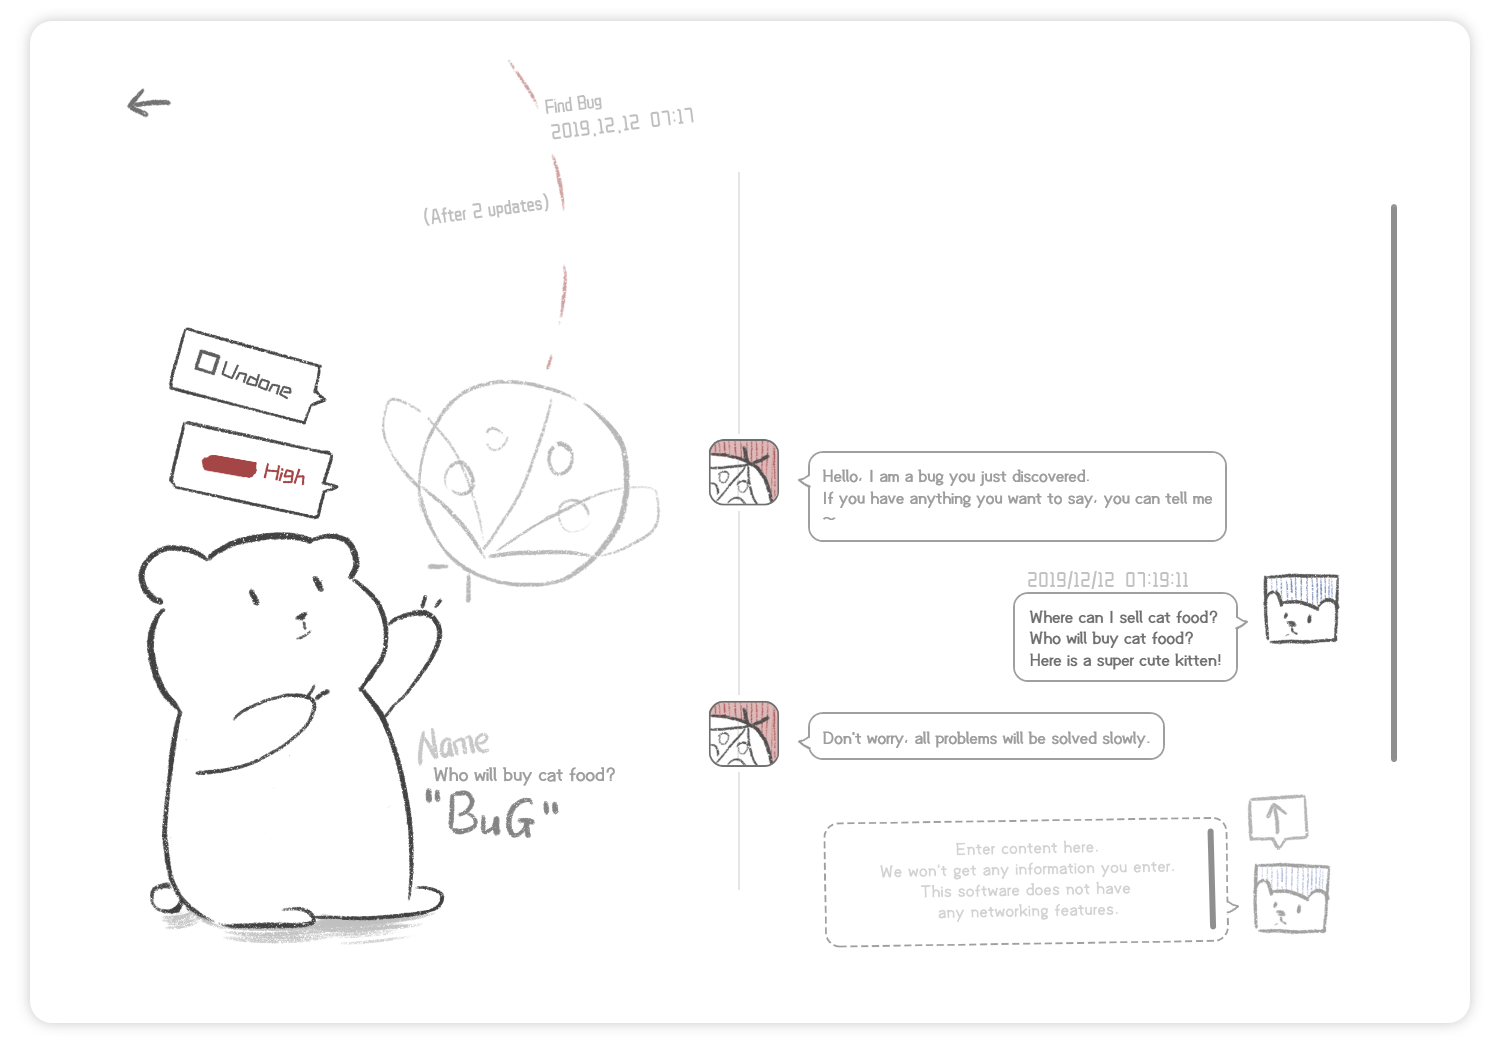 Find Bug
2019.12.12 07:17
(After 2 updates)
Undone
High
Name
Who will buy cat food?
"BuG"
Hello, I am a bug you just discovered.
If you have anything you want to say, you can tell me
~
2019/12/12 07:19:11
Where can I sell cat food?
Who will buy cat food?
Here is a super cute kitten!
Don't worry, all problems will be solved slowly.
Enter content here.
We won't get any information you enter.
This software does not have
any networking features.